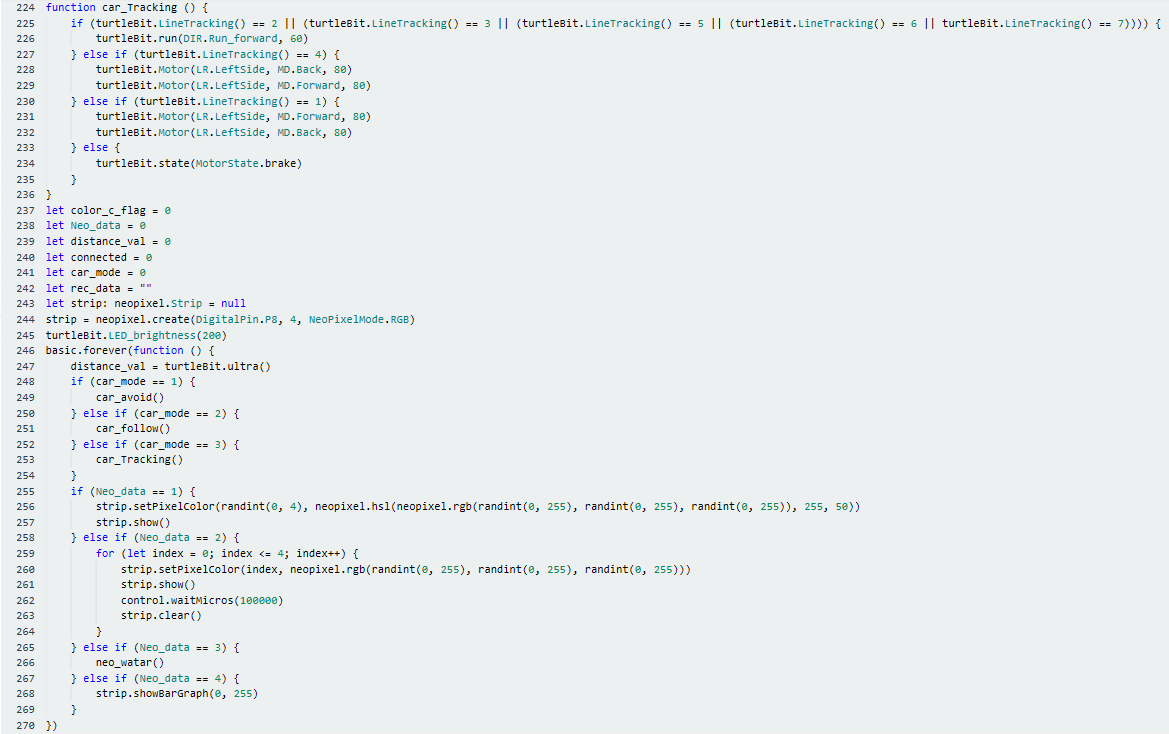 224 function car_Tracking () {
225     if (turtleBit.LineTracking() == 2 || (turtleBit.LineTracking() == 3 || (turtleBit.LineTracking() == 5 || (turtleBit.LineTracking() == 6 || turtleBit.LineTracking() == 7)))) {
226         turtleBit.run(DIR.Run_forward, 60)
227     } else if (turtleBit.LineTracking() == 4) {
228         turtleBit.Motor(LR.LeftSide, MD.Back, 80)
229         turtleBit.Motor(LR.LeftSide, MD.Forward, 80)
230     } else if (turtleBit.LineTracking() == 1) {
231         turtleBit.Motor(LR.LeftSide, MD.Forward, 80)
232         turtleBit.Motor(LR.LeftSide, MD.Back, 80)
233     } else {
234         turtleBit.state(MotorState.brake)
235     }
236 }
237 let color_c_flag = 0
238 let Neo_data = 0
239 let distance_val = 0
240 let connected = 0
241 let car_mode = 0
242 let rec_data = ""
243 let strip: neopixel.Strip = null
244 strip = neopixel.create(DigitalPin.P8, 4, NeoPixelMode.RGB)
245 turtleBit.LED_brightness(200)
246 basic.forever(function () {
247     distance_val = turtleBit.ultra()
248     if (car_mode == 1) {
249         car_avoid()
250     } else if (car_mode == 2) {
251         car_follow()
252     } else if (car_mode == 3) {
253         car_Tracking()
254     }
255     if (Neo_data == 1) {
256         strip.setPixelColor(randint(0, 4), neopixel.hsl(neopixel.rgb(randint(0, 255), randint(0, 255), randint(0, 255)), 255, 50))
257         strip.show()
258     } else if (Neo_data == 2) {
259         for (let index = 0; index <= 4; index++) {
260             strip.setPixelColor(index, neopixel.rgb(randint(0, 255), randint(0, 255), randint(0, 255)))
261             strip.show()
262             control.waitMicros(100000)
263             strip.clear()
264         }
265     } else if (Neo_data == 3) {
266         neo_watar()
267     } else if (Neo_data == 4) {
268         strip.showBarGraph(0, 255)
269     }
270 })